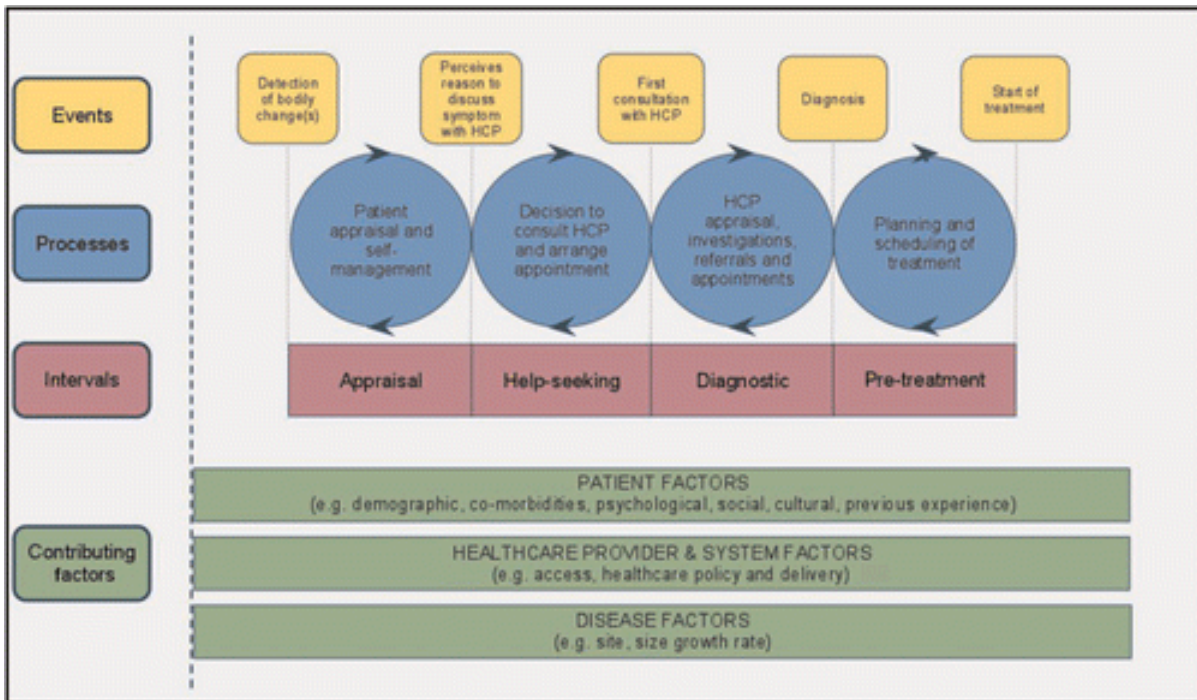 Events
Detection
of bodily
change(s)
Perceives
reason to
discuss
symptom
with HCP
First
consultation
with HCP
Diagnosis
Start of
treatment
Processes
Patient
appraisal and
self-
management
Decision to
consult HCP
and arrange
appointment
HCP
appraisal,
investigations,
referrals and
appointments
Planning and
scheduling of
treatment
Intervals
Appraisal
Help-seeking
Diagnostic
Pre-treatment
Contributing
factors
PATIENT FACTORS
(e.g. demographic, co-morbidities, psychological, social, cultural, previous experience)
HEALTHCARE PROVIDER & SYSTEM FACTORS
(e.g. access, healthcare policy and delivery)
DISEASE FACTORS
(e.g. site, size growth rate)